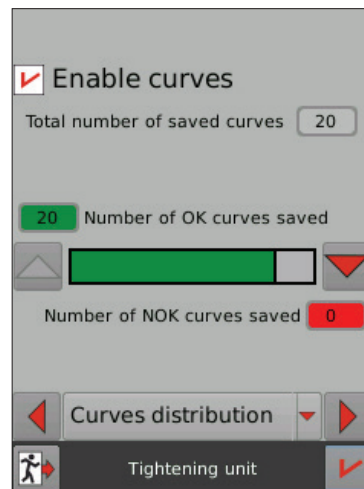 Enable curves
Total number of saved curves 20
20 Number of OK curves saved
Number of NOK curves saved 0
Curves distribution
Tightening unit